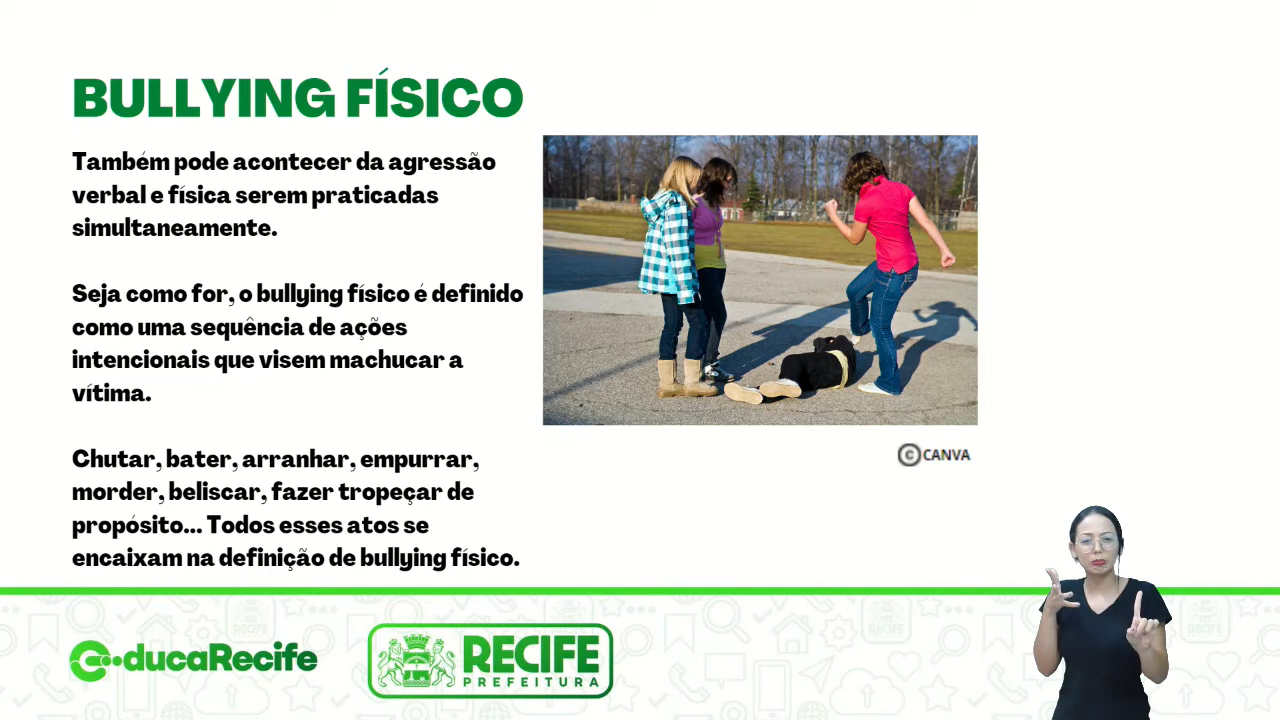 BULLYING FÍSICO
Também pode acontecer da agressão
verbal e física serem praticadas
simultaneamente.
Seja como for, o bullying físico é definido
como uma sequência de ações
intencionais que visem machucar a
vítima.
Chutar, bater, arranhar, empurrar,
morder, beliscar, fazer tropeçar de
propósito... Todos esses atos se
encaixam na definição de bullying físico.
© CANVA
EducaRecife
RECIFE
PREFEITURA